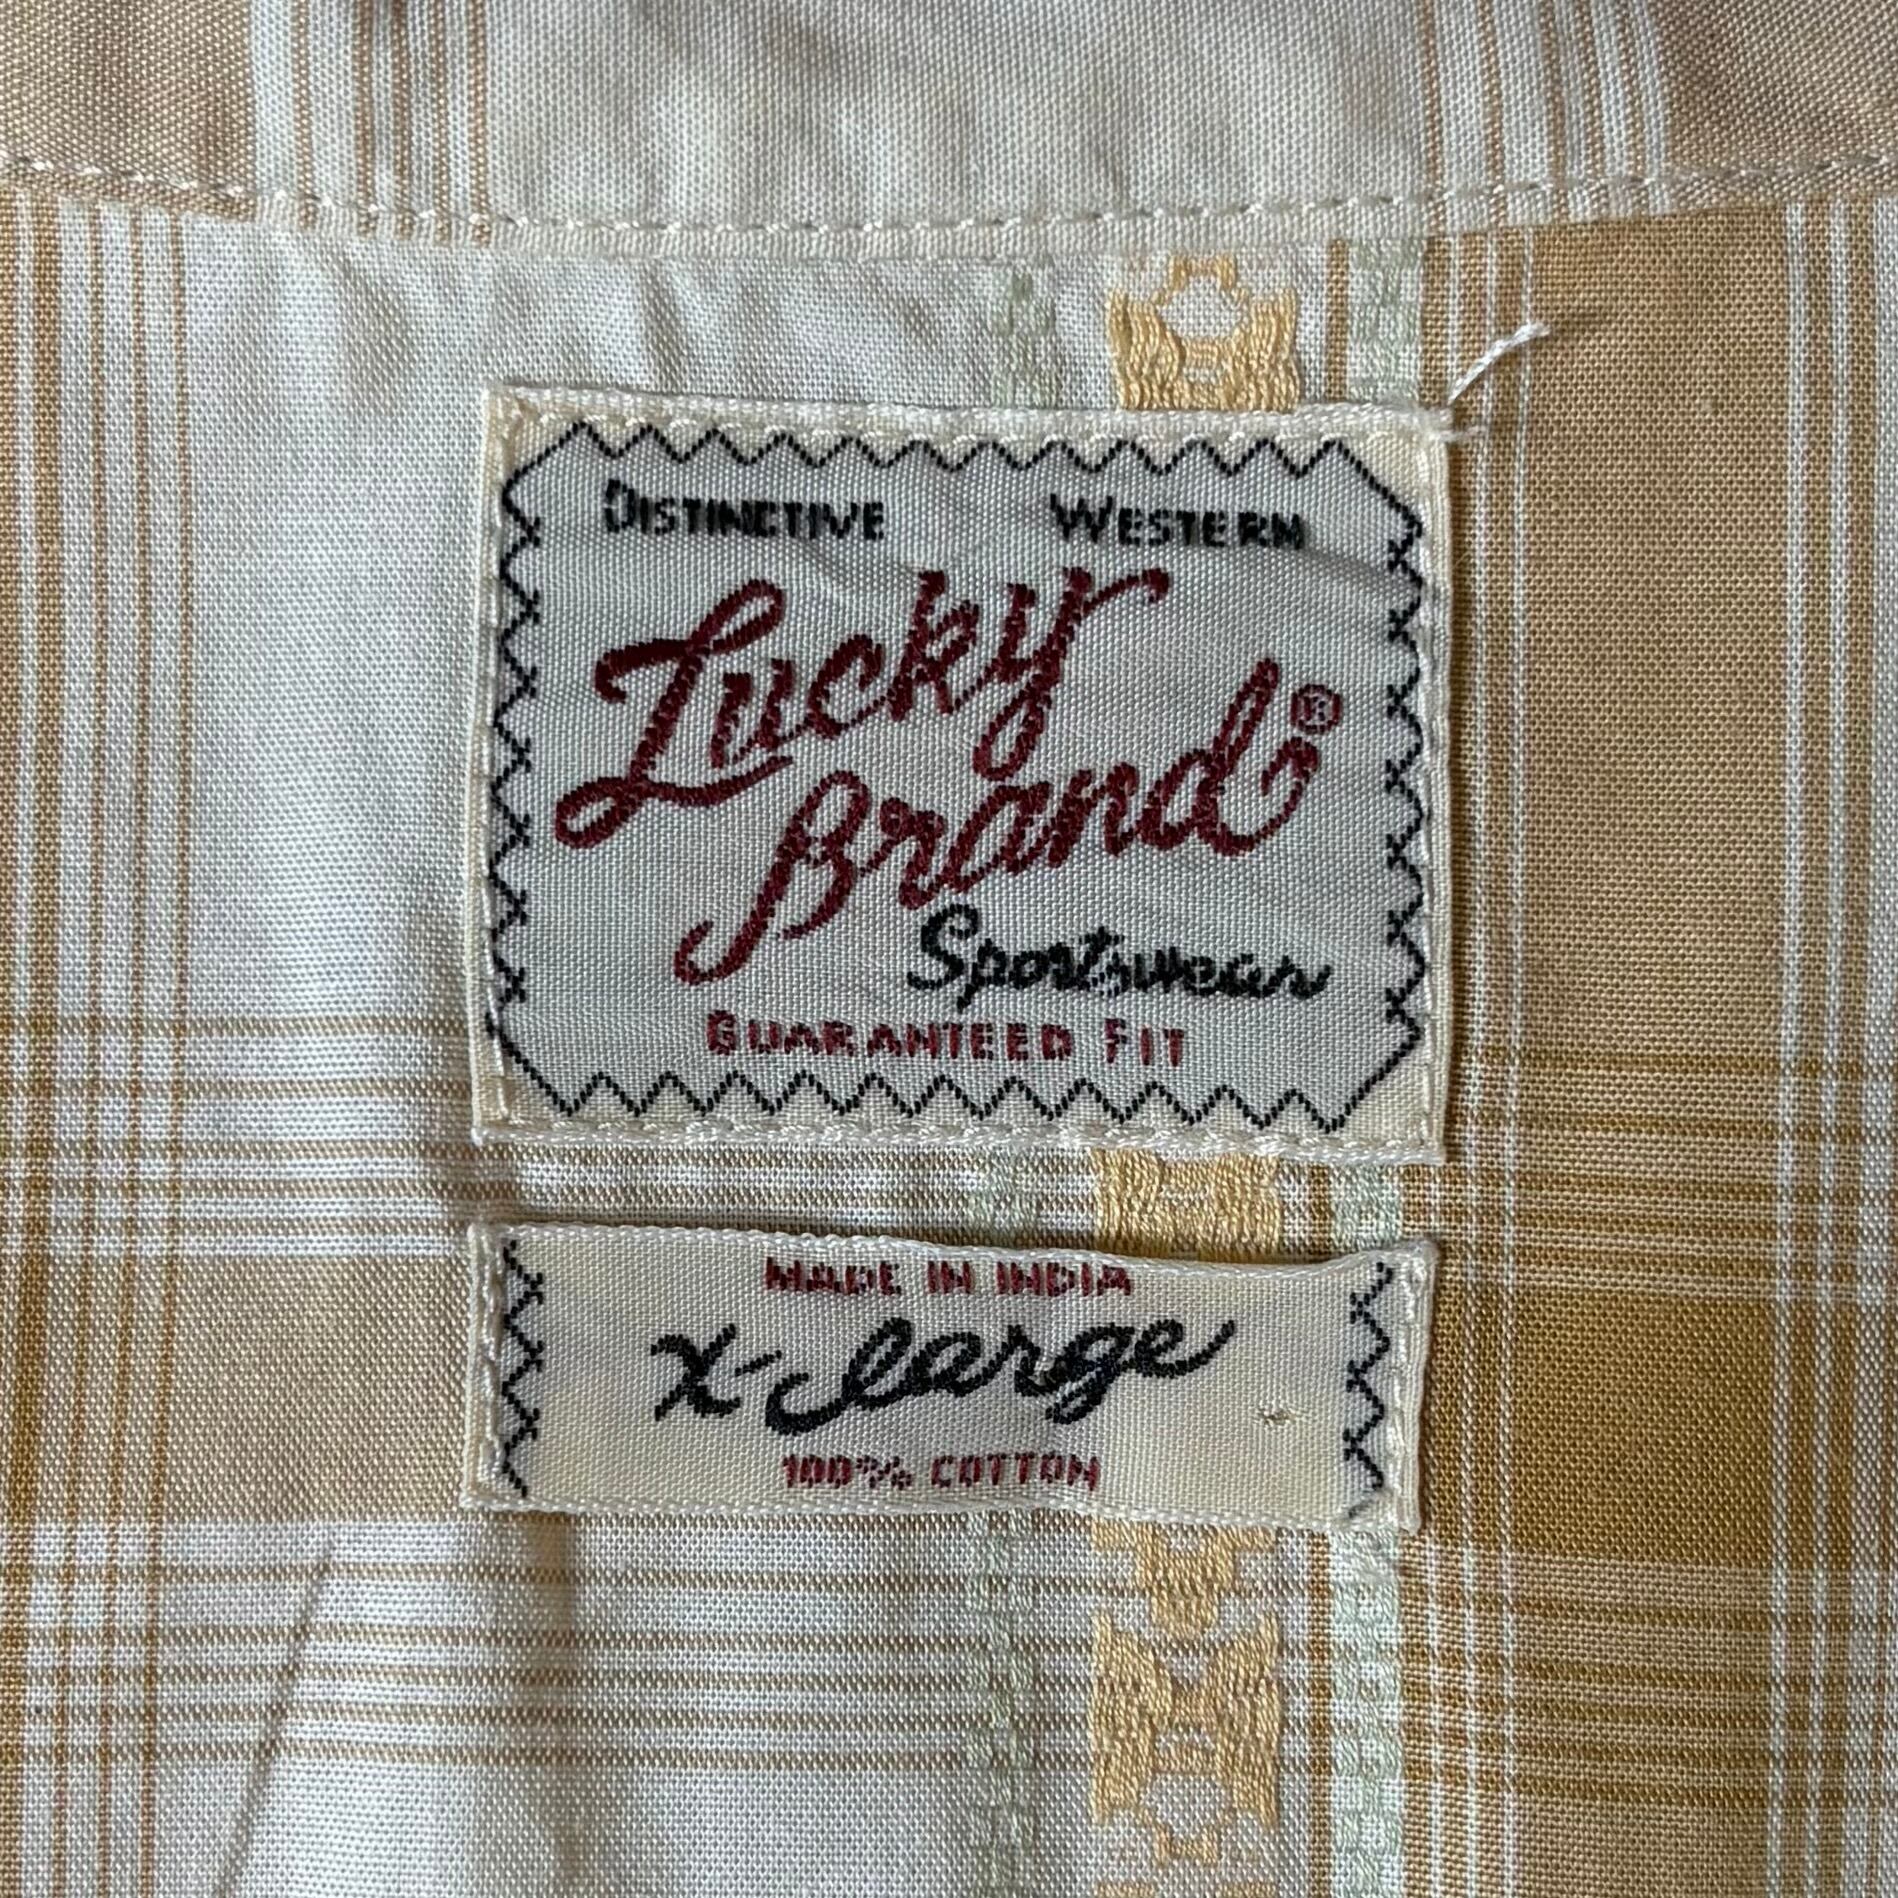 DISTINCTIVE WESTERN
Lucky
Brand®
Sportswear
GUARANTEED FIT
MADE IN INDIA
X-Large
100% COTTON